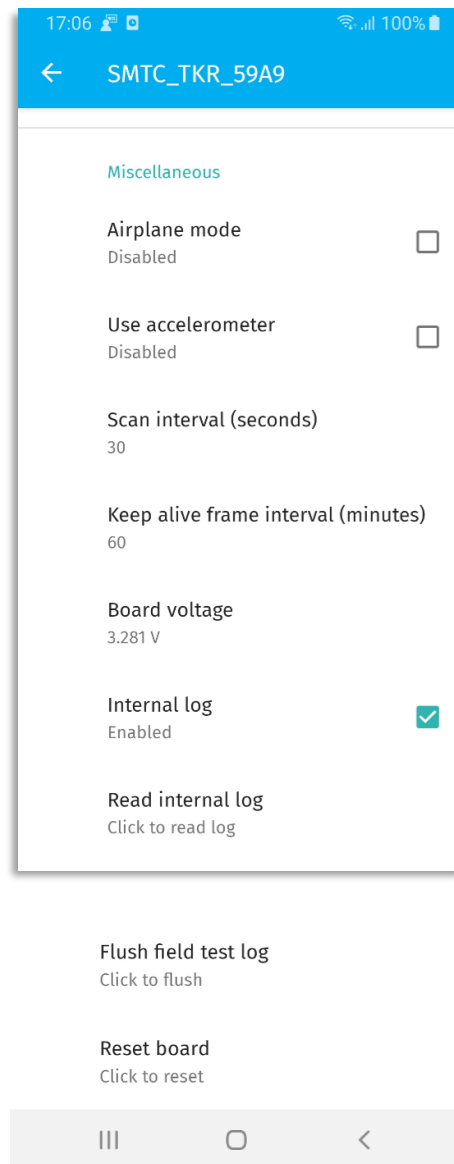 17:06 100%
SMTC_TKR_59A9
Miscellaneous
Airplane mode
Disabled
Use accelerometer
Disabled
Scan interval (seconds)
30
Keep alive frame interval (minutes)
60
Board voltage
3.281 V
Internal log
Enabled
Read internal log
Click to read log
Flush field test log
Click to flush
Reset board
Click to reset